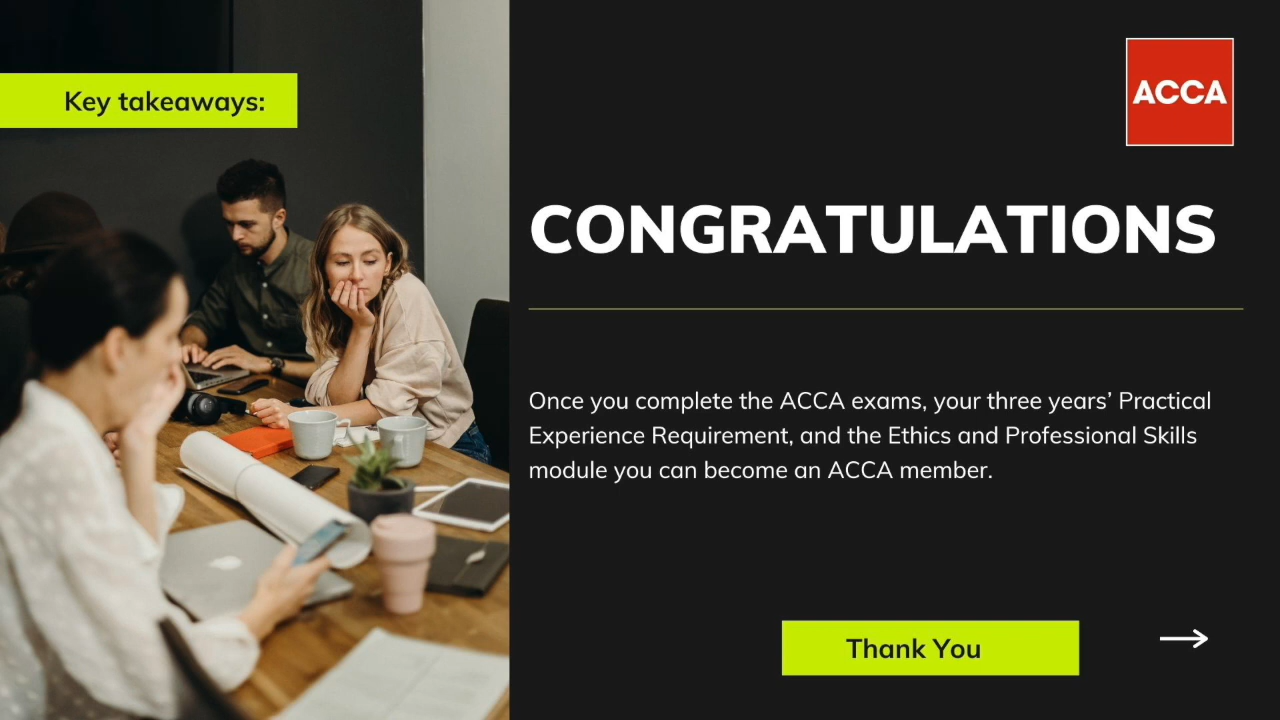 Key takeaways:
ACCA
CONGRATULATIONS
Once you complete the ACCA exams, your three years’ Practical
Experience Requirement, and the Ethics and Professional Skills
module you can become an ACCA member.
Thank You